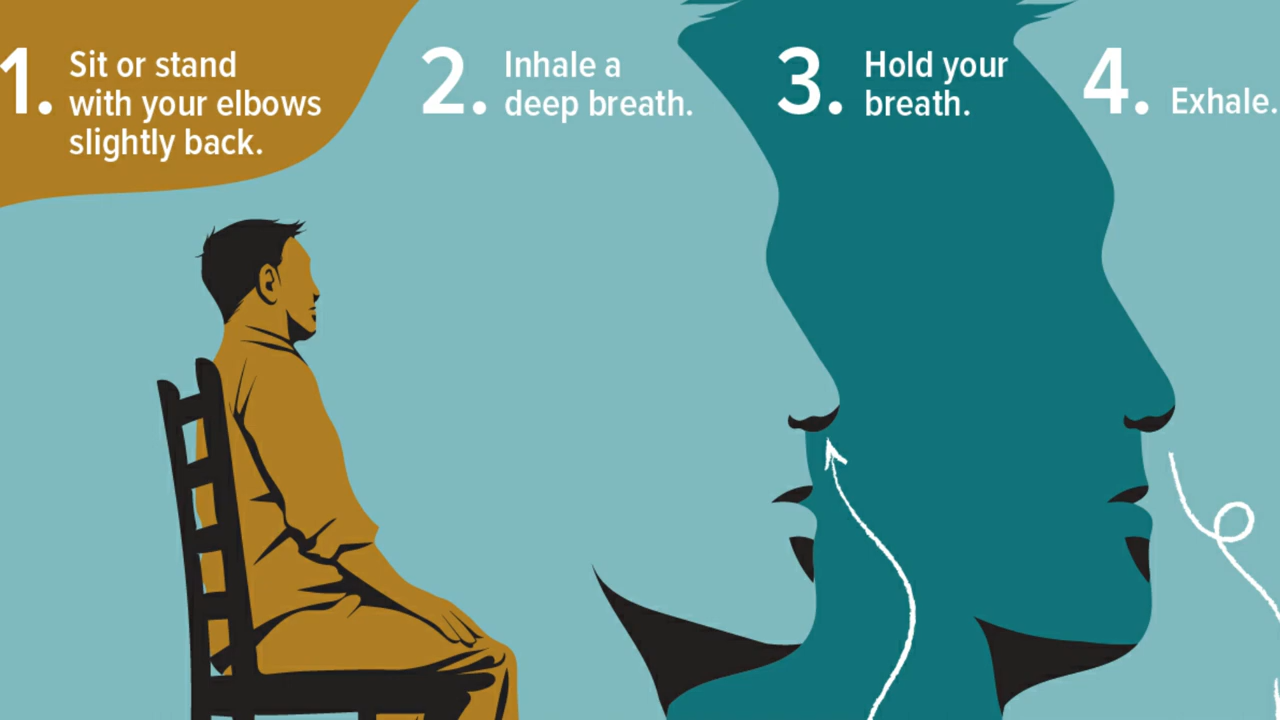 1. Sit or stand
with your elbows
slightly back.
2. Inhale a
deep breath.
3. Hold your
breath.
4. Exhale.